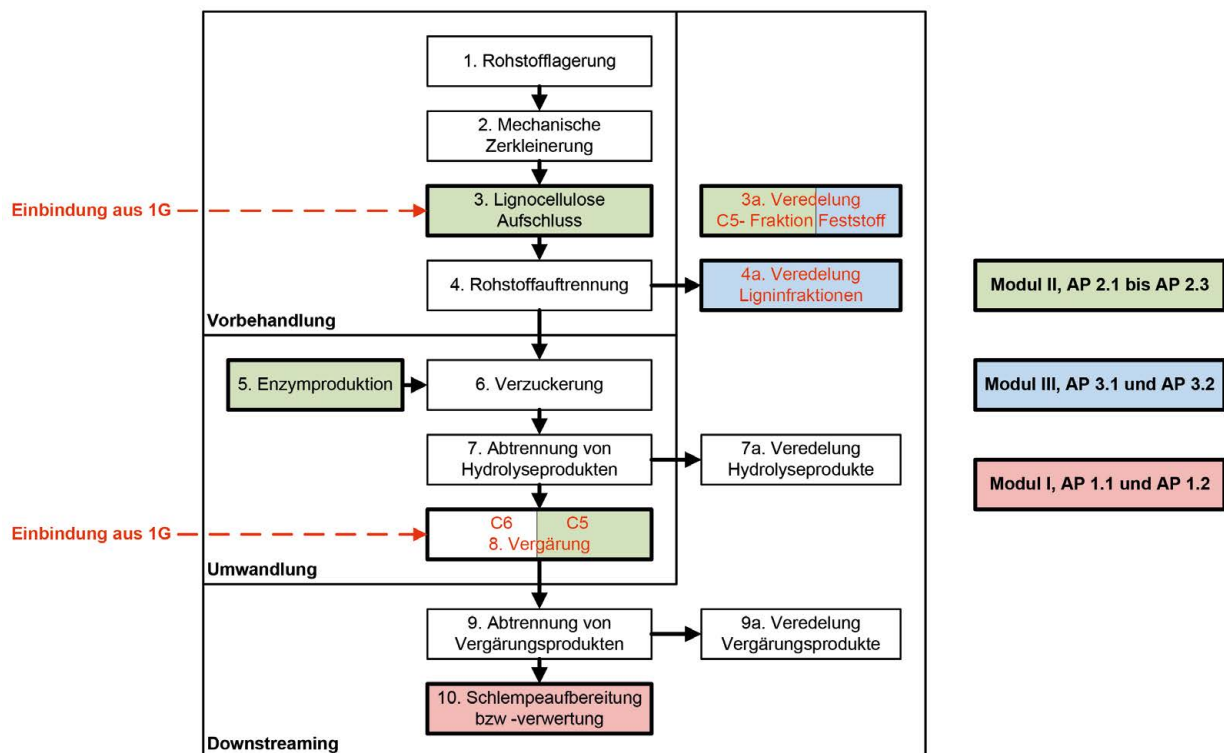 1. Rohstofflagerung
2. Mechanische
Zerkleinerung
Einbindung aus 1G
3. Lignocellulose
Aufschluss
3a. Veredelung
C5- Fraktion Feststoff
4. Rohstoffauftrennung
4a. Veredelung
Ligninfraktionen
Vorbehandlung
5. Enzymproduktion
6. Verzuckerung
7. Abtrennung von
Hydrolyseprodukten
7a. Veredelung
Hydrolyseprodukte
Einbindung aus 1G
C6 C5
8. Vergärung
Umwandlung
9. Abtrennung von
Vergärungsprodukten
9a. Veredelung
Vergärungsprodukte
10. Schlempeaufbereitung
bzw -verwertung
Downstreaming
Modul II, AP 2.1 bis AP 2.3
Modul III, AP 3.1 und AP 3.2
Modul I, AP 1.1 und AP 1.2